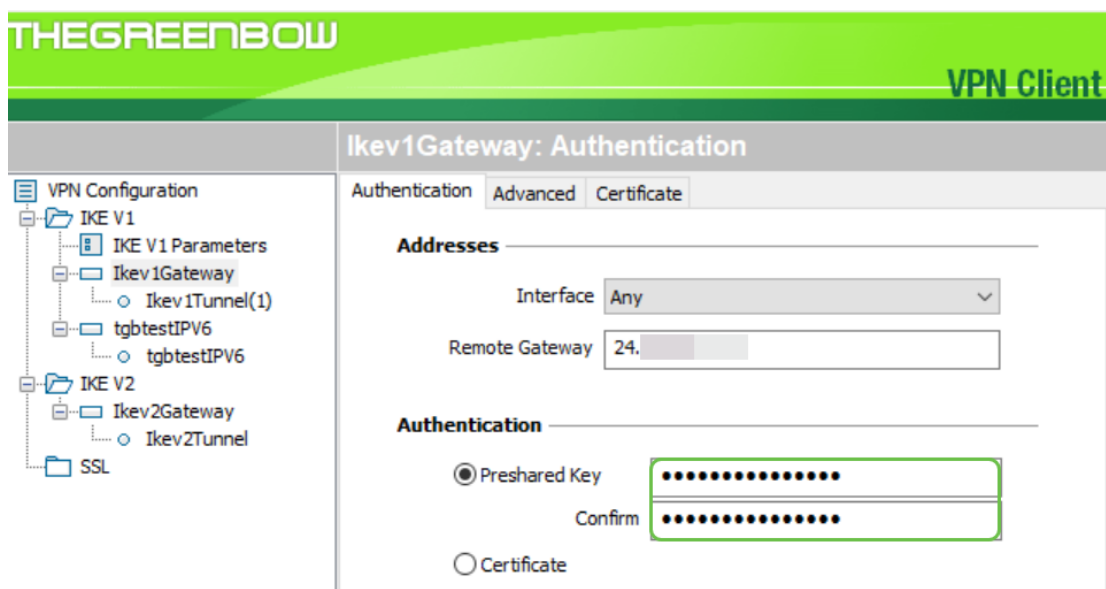 THEGREENBOW
VPN Client
Ikev1Gateway: Authentication
VPN Configuration
IKE V1
IKE V1 Parameters
Ikev1Gateway
Ikev1Tunnel(1)
tgbtestIPV6
tgbtestIPV6
IKE V2
Ikev2Gateway
Ikev2Tunnel
SSL
Authentication Advanced Certificate
Addresses
Interface Any
Remote Gateway 24.
Authentication
Preshared Key •••••••••••••••
Confirm •••••••••••••••
Certificate